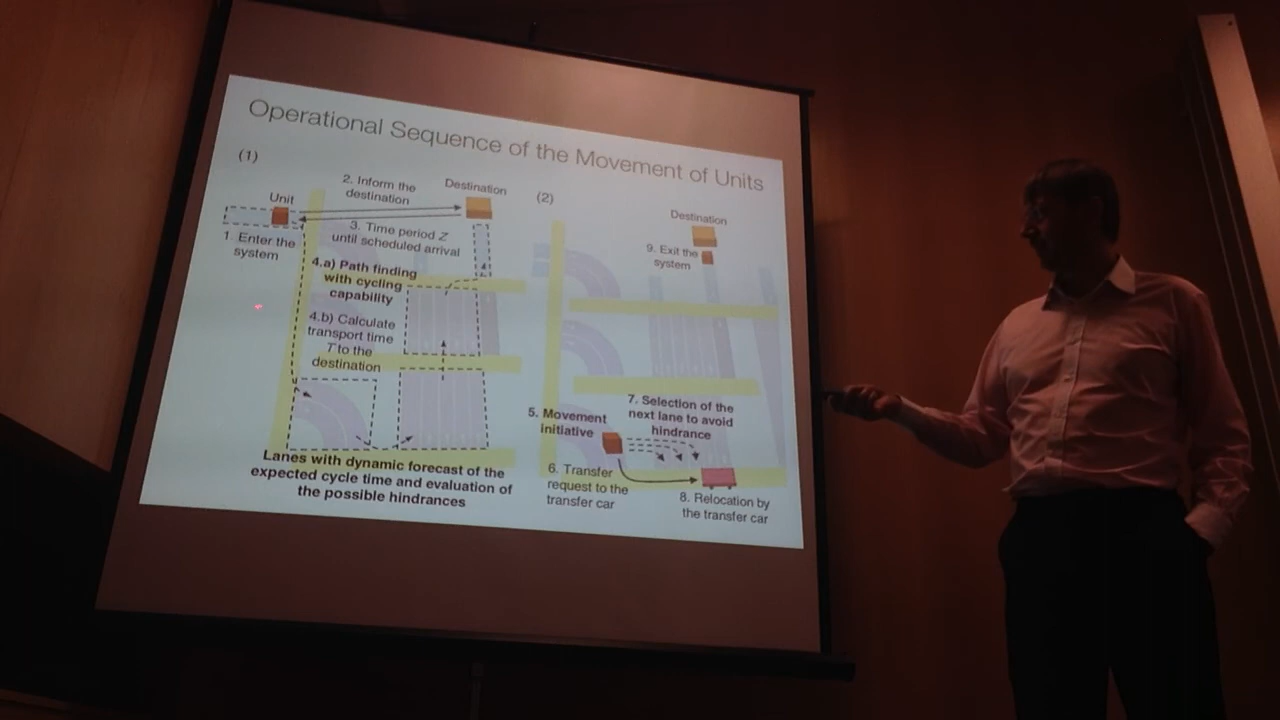 Operational Sequence of the Movement of Units
(1)
Unit
2. Inform the
destination
Destination
3. Time period Z
until scheduled arrival
1. Enter the
system
4.a) Path finding
with cycling
capability
4.b) Calculate
transport time
T to the
destination
Lanes with dynamic forecast of the
expected cycle time and evaluation of
the possible hindrances
(2)
Destination
9. Exit the
system
5. Movement
initiative
7. Selection of the
next lane to avoid
hindrance
6. Transfer
request to the
transfer car
8. Relocation by
the transfer car